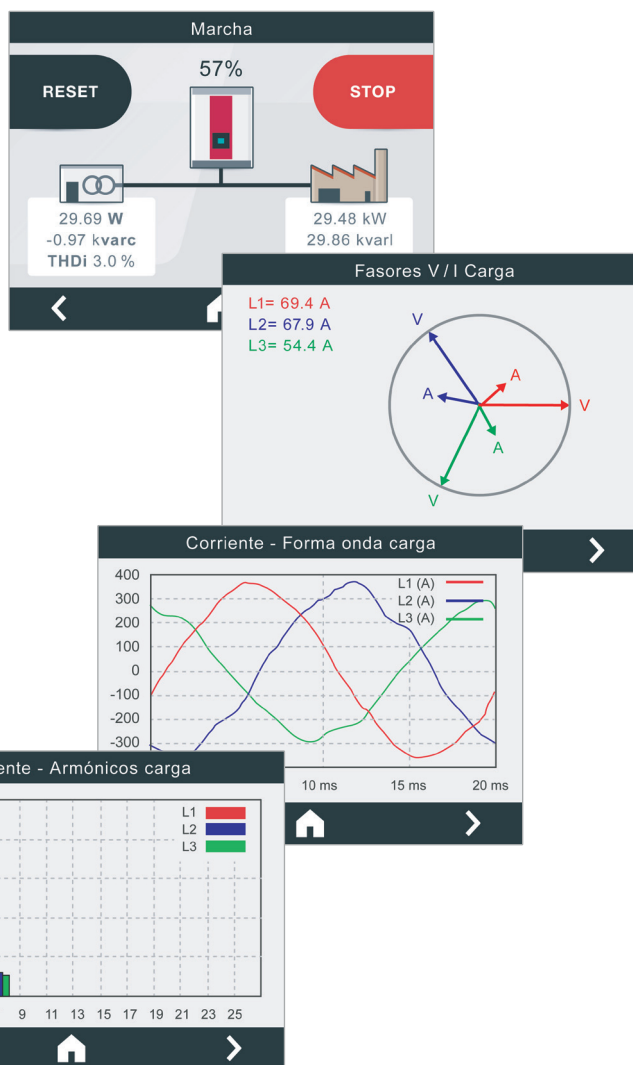 Marcha
57%
RESET
STOP
29.69 W
-0.97 kvarc
THDi 3.0 %
29.48 kW
29.86 kvarl
Fasores V / I Carga
L1= 69.4 A
L2= 67.9 A
L3= 54.4 A
V
A
A
V
A
V
Corriente - Forma onda carga
400
300
200
100
0
-100
-200
-300
L1 (A)
L2 (A)
L3 (A)
10 ms
15 ms
20 ms
ente - Armónicos carga
L1
L2
L3
9
11
13
15
17
19
21
23
25